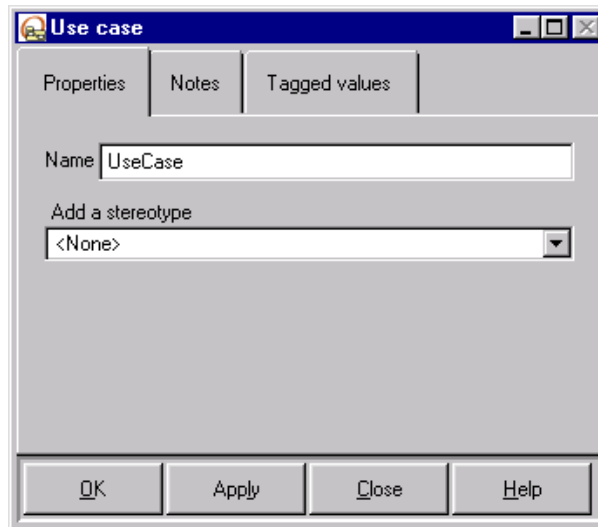 Use case
Properties Notes Tagged values
Name UseCase
Add a stereotype
<None>
OK Apply Close Help